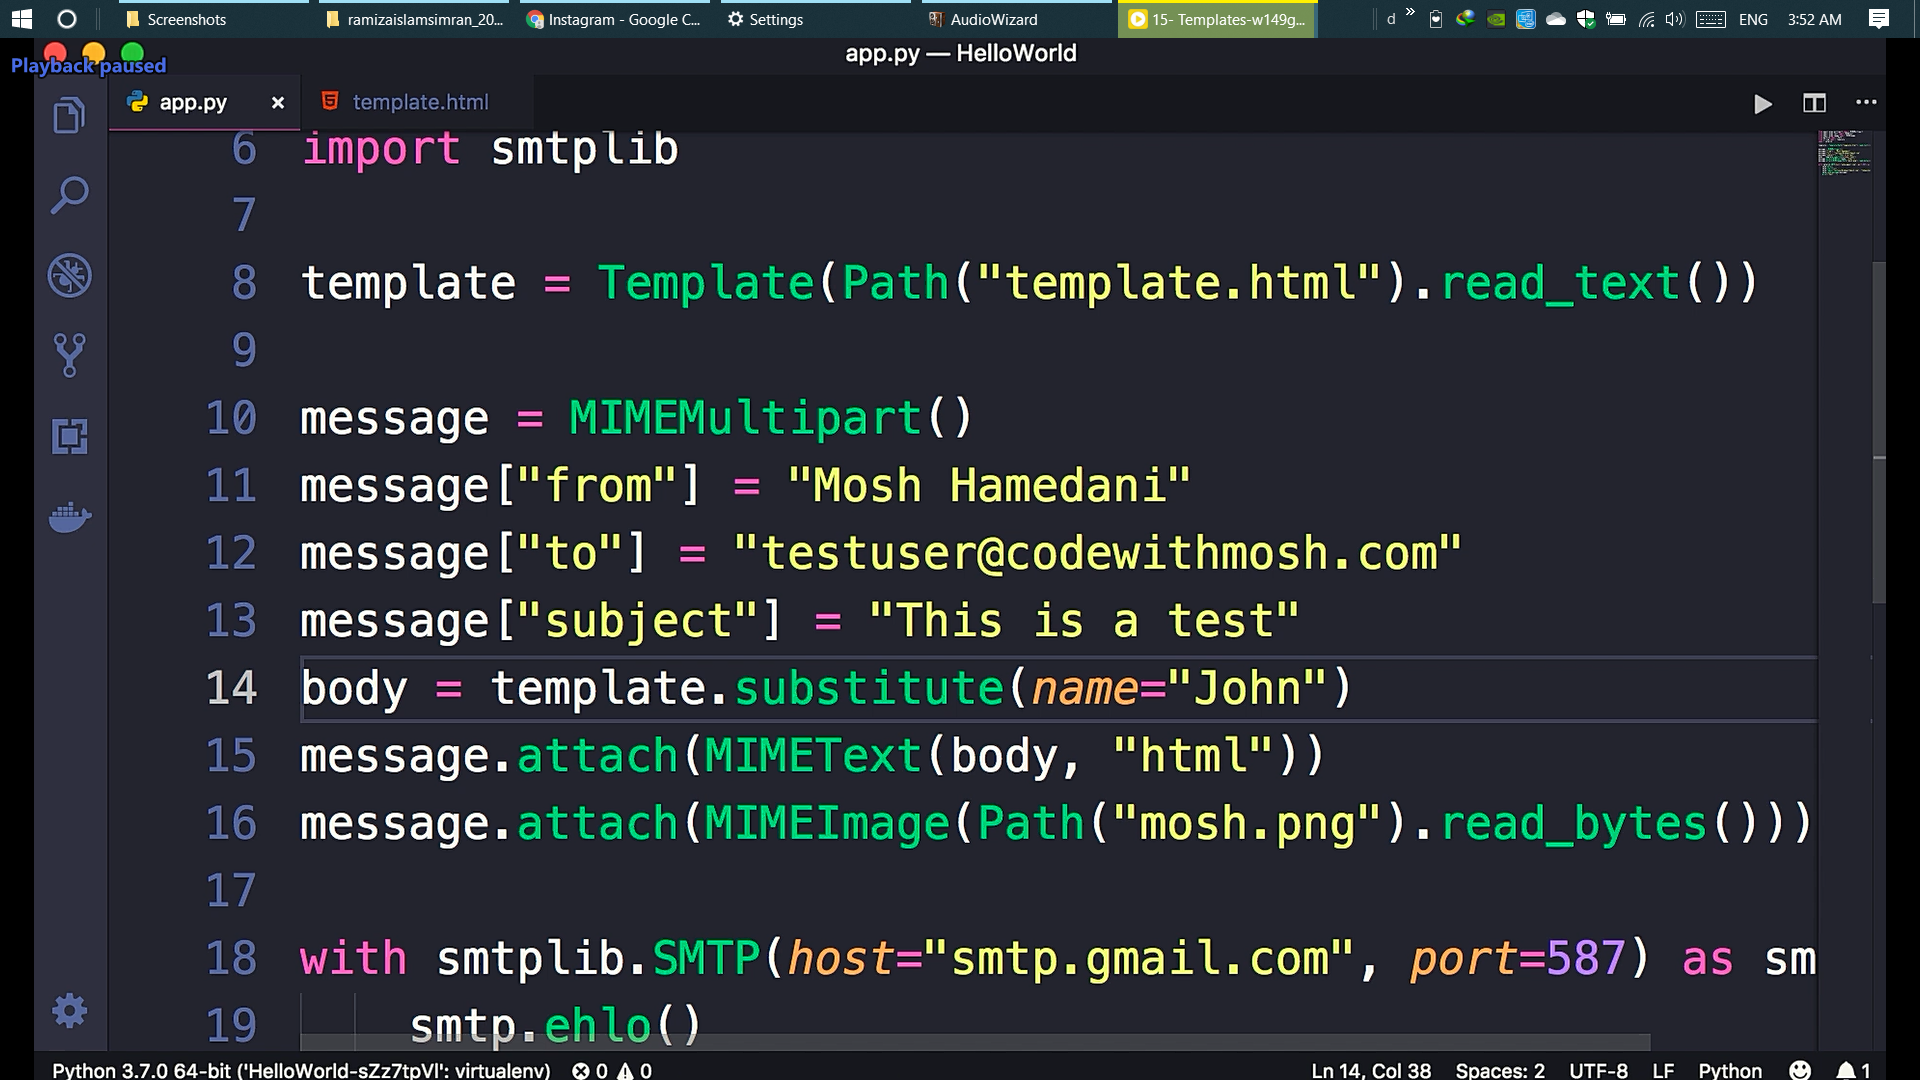 Screenshots ramizaislamsimran_20... Instagram - Google C... Settings AudioWizard 15- Templates-w149g... d » ENG 3:52 AM
app.py — HelloWorld
Playback paused
app.py × template.html ...
6 import smtplib
7
8 template = Template(Path("template.html").read_text())
9
10 message = MIMEMultipart()
11 message["from"] = "Mosh Hamedani"
12 message["to"] = "testuser@codewithmosh.com"
13 message["subject"] = "This is a test"
14 body = template.substitute(name="John")
15 message.attach(MIMEText(body, "html"))
16 message.attach(MIMEImage(Path("mosh.png").read_bytes()))
17
18 with smtplib.SMTP(host="smtp.gmail.com", port=587) as sm
19 smtp.ehlo()
Python 3.7.0 64-bit ('HelloWorld-sZz7tpVl': virtualenv) 0 0 Ln 14, Col 38 Spaces: 2 UTF-8 LF Python 1